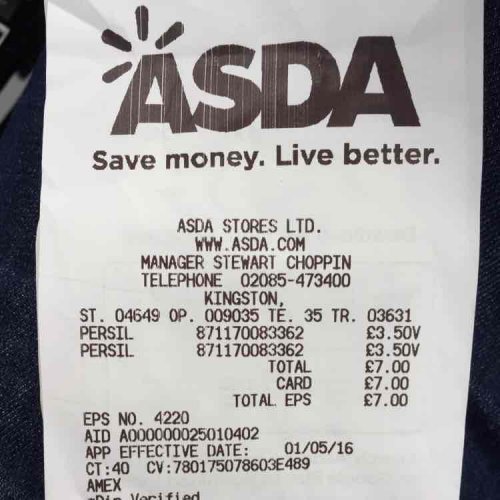 ASDA
Save money. Live better.
ASDA STORES LTD.
WWW.ASDA.COM
MANAGER STEWART CHOPPIN
TELEPHONE 02085-473400
KINGSTON,
ST. 04649 OP. 009035 TE. 35 TR. 03631
PERSIL 871170083362 £3.50V
PERSIL 871170083362 £3.50V
TOTAL £7.00
CARD £7.00
TOTAL EPS £7.00
EPS NO. 4220
AID A000000025010402
APP EFFECTIVE DATE: 01/05/16
CT:40 CV:780175078603E489
AMEX
*Pin Verified